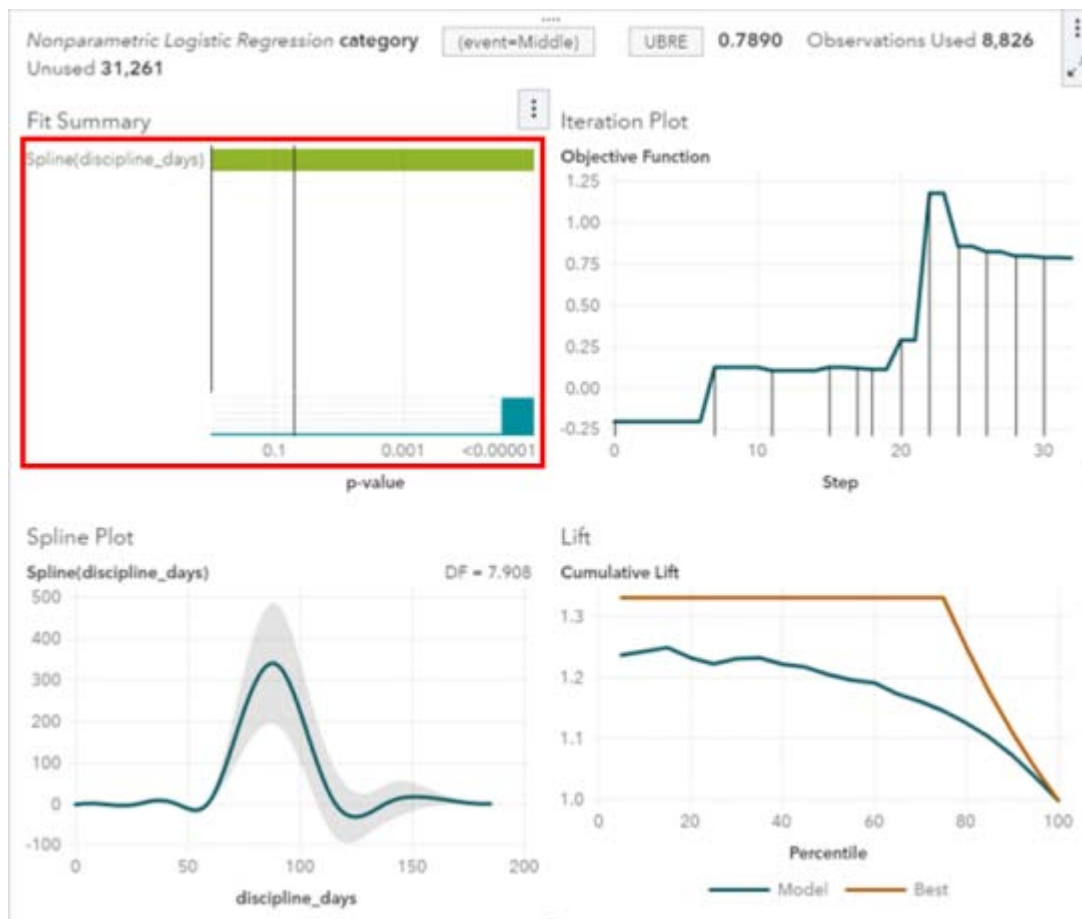 Nonparametric Logistic Regression category (event=Middle) UBRE 0.7890 Observations Used 8,826
Unused 31,261
Fit Summary
Spline(discipline_days)
0.1 0.001 <0.00001
p-value
Iteration Plot
Objective Function
1.25
1.00
0.75
0.50
0.25
0.00
-0.25
0 10 20 30
Step
Spline Plot
Spline(discipline_days) DF = 7.908
500
400
300
200
100
0
-100
0 50 100 150 200
discipline_days
Lift
Cumulative Lift
1.3
1.2
1.1
1.0
0 20 40 60 80 100
Percentile
Model Best